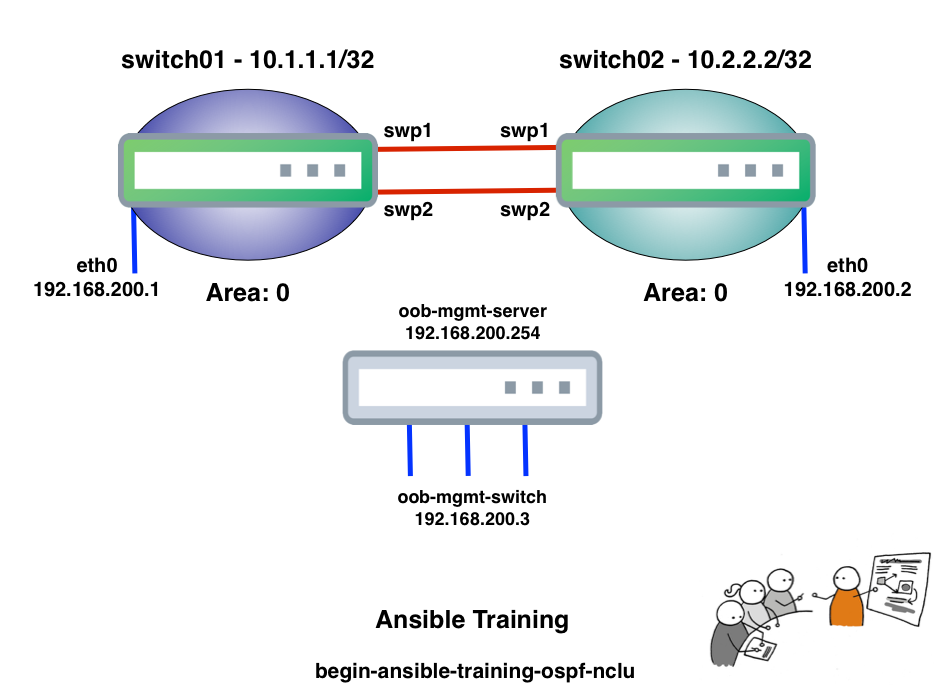 switch01 - 10.1.1.1/32
switch02 - 10.2.2.2/32
swp1
swp1
swp2
swp2
eth0
192.168.200.1
Area: 0
Area: 0
eth0
192.168.200.2
oob-mgmt-server
192.168.200.254
oob-mgmt-switch
192.168.200.3
Ansible Training
begin-ansible-training-ospf-nclu